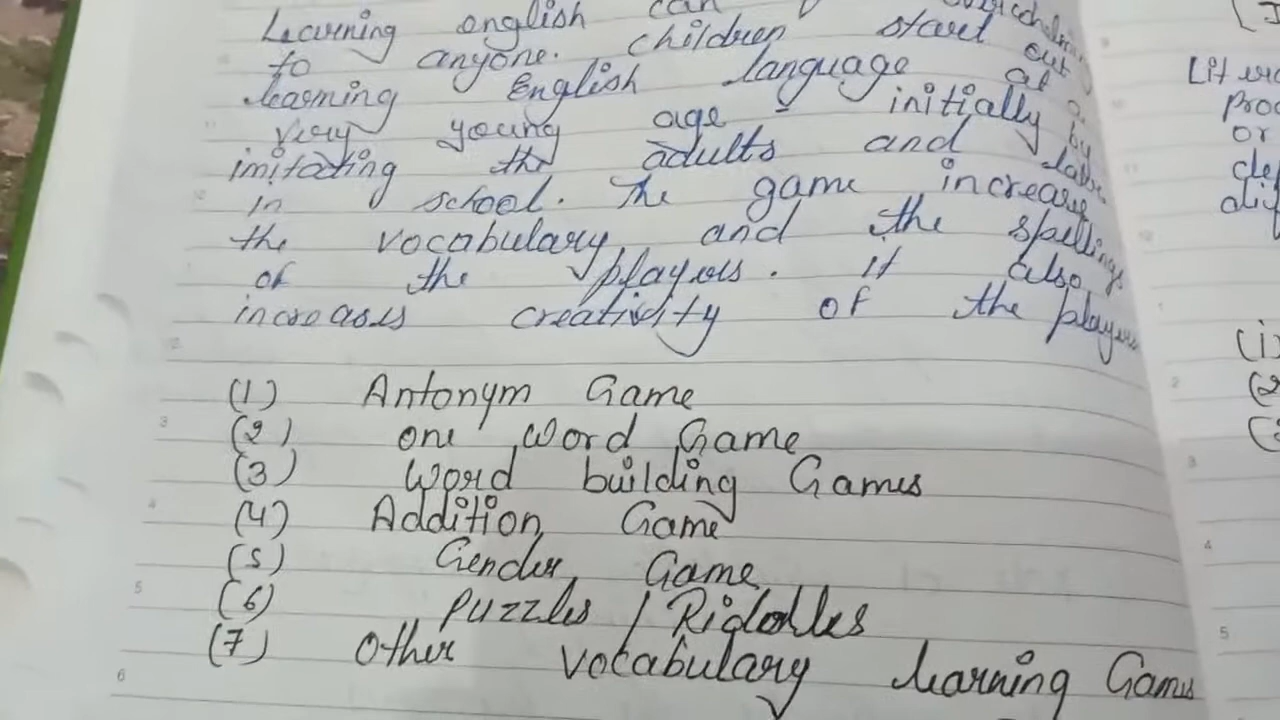 Learning english can
to anyone. children start out
learning English language at a
very young age - initially by
imitating the adults and later
in school. The game increases
the vocabulary and the spellings
of the players. it also
increases creativity of the players
(1) Antonym Game
(2) one word Game
(3) Word building Games
(4) Addition Game
(5) Gender Game
(6) Puzzles / Riddles
(7) Other vocabulary learning Games
or
(i)
(2